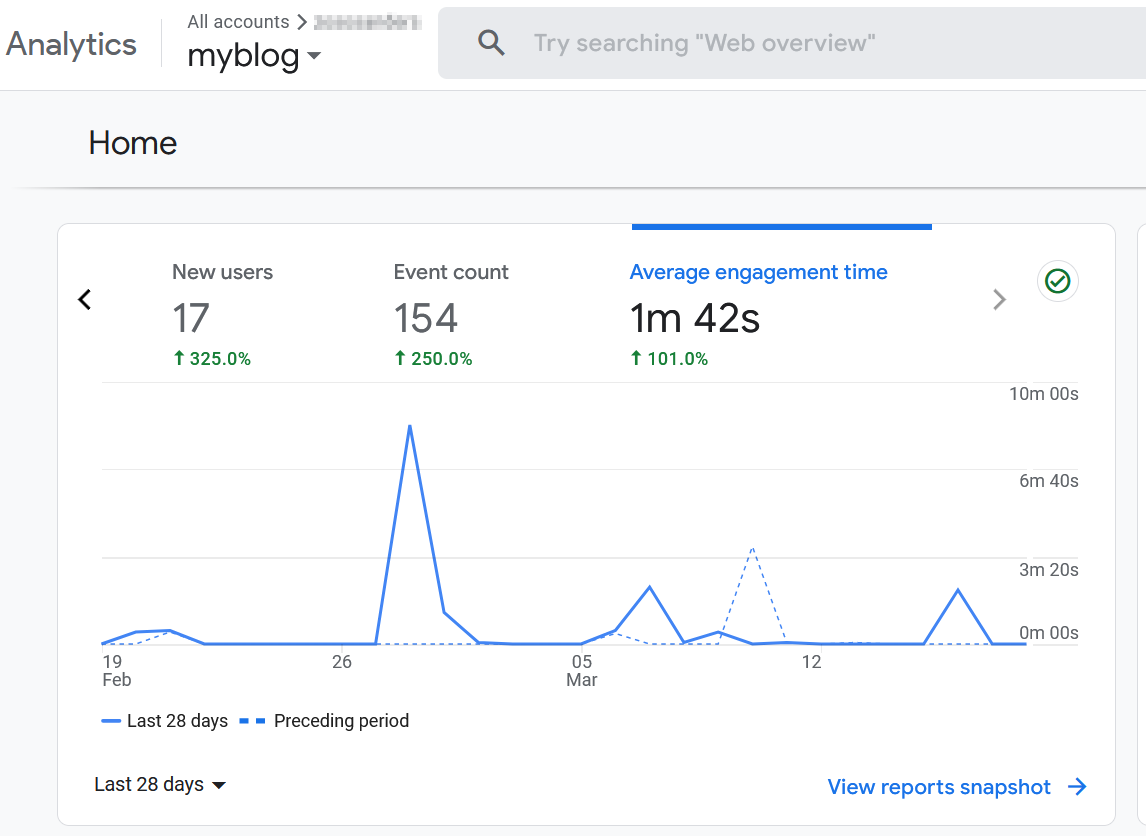 Analytics
All accounts
myblog
Try searching "Web overview"
Home
New users
17
325.0%
Event count
154
250.0%
Average engagement time
1m 42s
101.0%
10m 00s
6m 40s
3m 20s
0m 00s
19
Feb
26
05
Mar
12
Last 28 days
Preceding period
Last 28 days
View reports snapshot